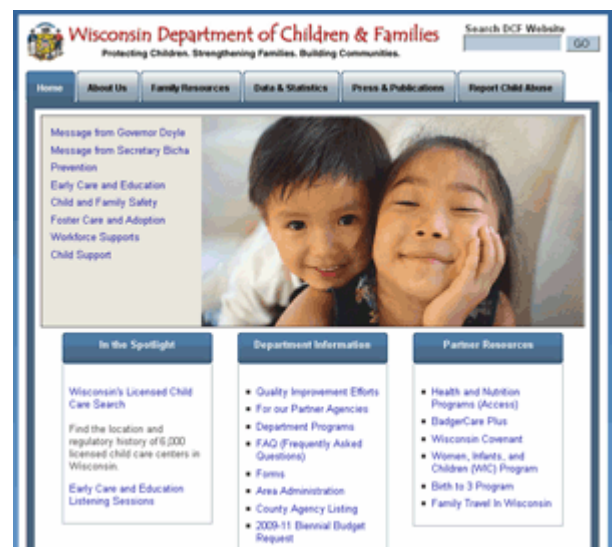 Wisconsin Department of Children & Families
Protecting Children. Strengthening Families. Building Communities.
Search DCF Website
GO
Home
About Us
Family Resources
Data & Statistics
Press & Publications
Report Child Abuse
Message from Governor Doyle
Message from Secretary Bicha
Prevention
Early Care and Education
Child and Family Safety
Foster Care and Adoption
Workforce Supports
Child Support
In the Spotlight
Wisconsin's Licensed Child
Care Search
Find the location and
regulatory history of 6,000
licensed child care centers in
Wisconsin.
Early Care and Education
Listening Sessions
Department Information
Quality Improvement Efforts
For our Partner Agencies
Department Programs
FAQ (Frequently Asked
Questions)
Forms
Area Administration
County Agency Listing
2009-11 Biennial Budget
Request
Partner Resources
Health and Nutrition
Programs (Access)
BadgerCare Plus
Wisconsin Covenant
Women, Infants, and
Children (WIC) Program
Birth to 3 Program
Family Travel In Wisconsin